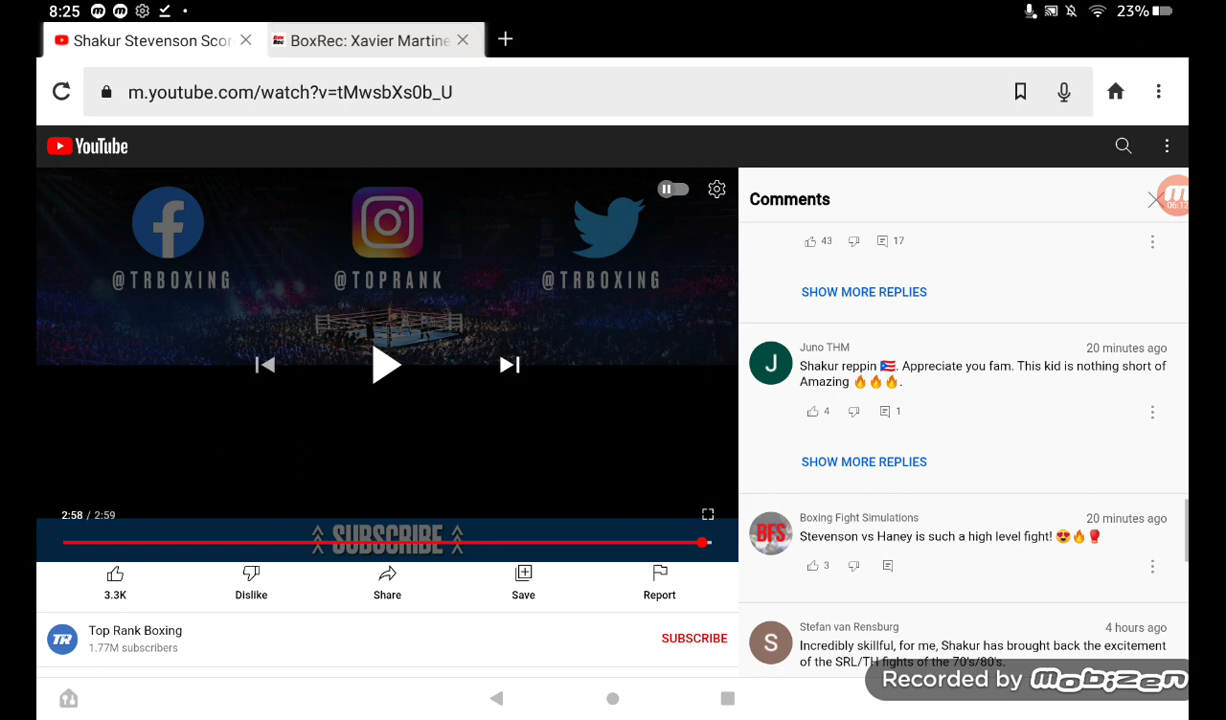 8:25
23%
Shakur Stevenson Scor
BoxRec: Xavier Martine
m.youtube.com/watch?v=tMwsbXs0b_U
YouTube
@TRBOXING
@TOPRANK
@TRBOXING
2:58 / 2:59
SUBSCRIBE
3.3K
Dislike
Share
Save
Report
Top Rank Boxing
1.77M subscribers
SUBSCRIBE
Comments
06:12
43
17
SHOW MORE REPLIES
Juno THM
20 minutes ago
Shakur reppin 🇵🇷. Appreciate you fam. This kid is nothing short of
Amazing 🔥🔥🔥.
4
1
SHOW MORE REPLIES
Boxing Fight Simulations
20 minutes ago
BFS
Stevenson vs Haney is such a high level fight! 😍🔥🥊
3
Stefan van Rensburg
4 hours ago
Incredibly skillful, for me, Shakur has brought back the excitement
of the SRL/TH fights of the 70's/80's.
Recorded by mobizen